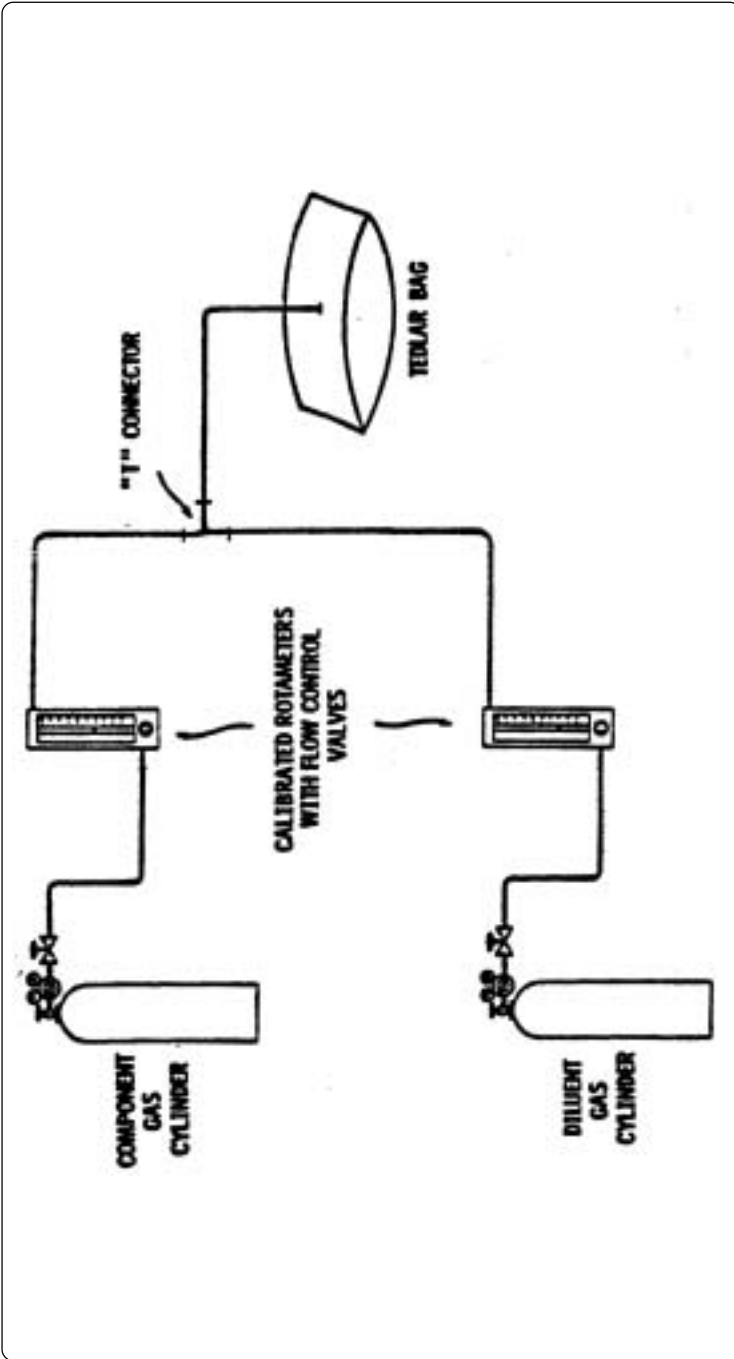 COMPONENT
GAS
CYLINDER
CALIBRATED ROTAMETERS
WITH FLOW CONTROL
VALVES
"T" CONNECTOR
TEDLAR BAG
DILUENT
GAS
CYLINDER